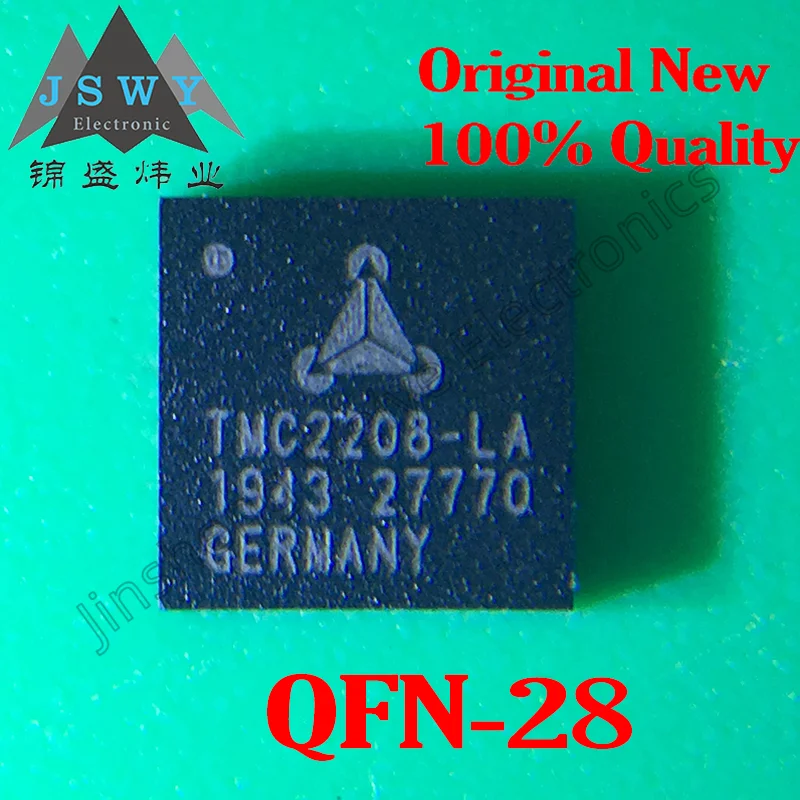 JSWY
Electronic
锦盛炜业
Original New
100% Quality
TMC2208-LA
1943 27770
GERMANY
QFN-28